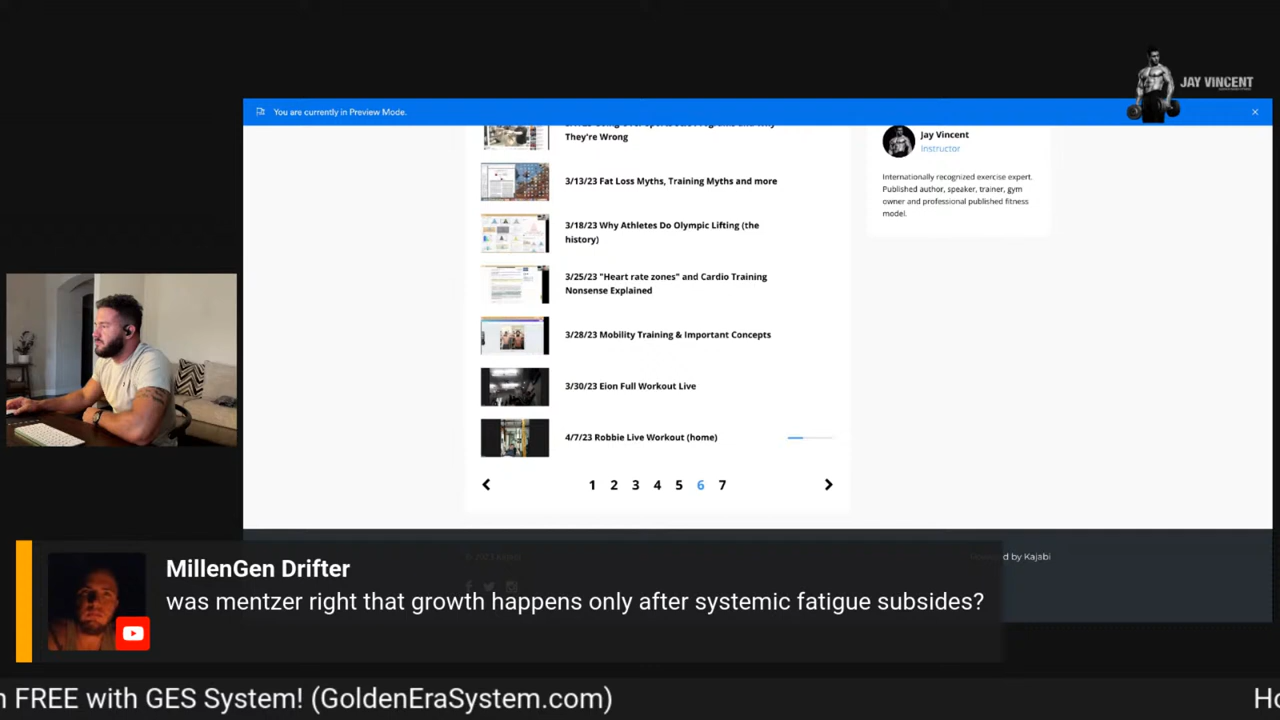 JAY VINCENT
You are currently in Preview Mode.
They're Wrong
Jay Vincent
Instructor
3/13/23 Fat Loss Myths, Training Myths and more
Internationally recognized exercise expert.
Published author, speaker, trainer, gym
owner and professional published fitness
model.
3/18/23 Why Athletes Do Olympic Lifting (the
history)
3/25/23 "Heart rate zones" and Cardio Training
Nonsense Explained
3/28/23 Mobility Training & Important Concepts
3/30/23 Eion Full Workout Live
4/7/23 Robbie Live Workout (home)
1 2 3 4 5 6 7
d by Kajabi
MillenGen Drifter
was mentzer right that growth happens only after systemic fatigue subsides?
n FREE with GES System! (GoldenEraSystem.com)
Ho